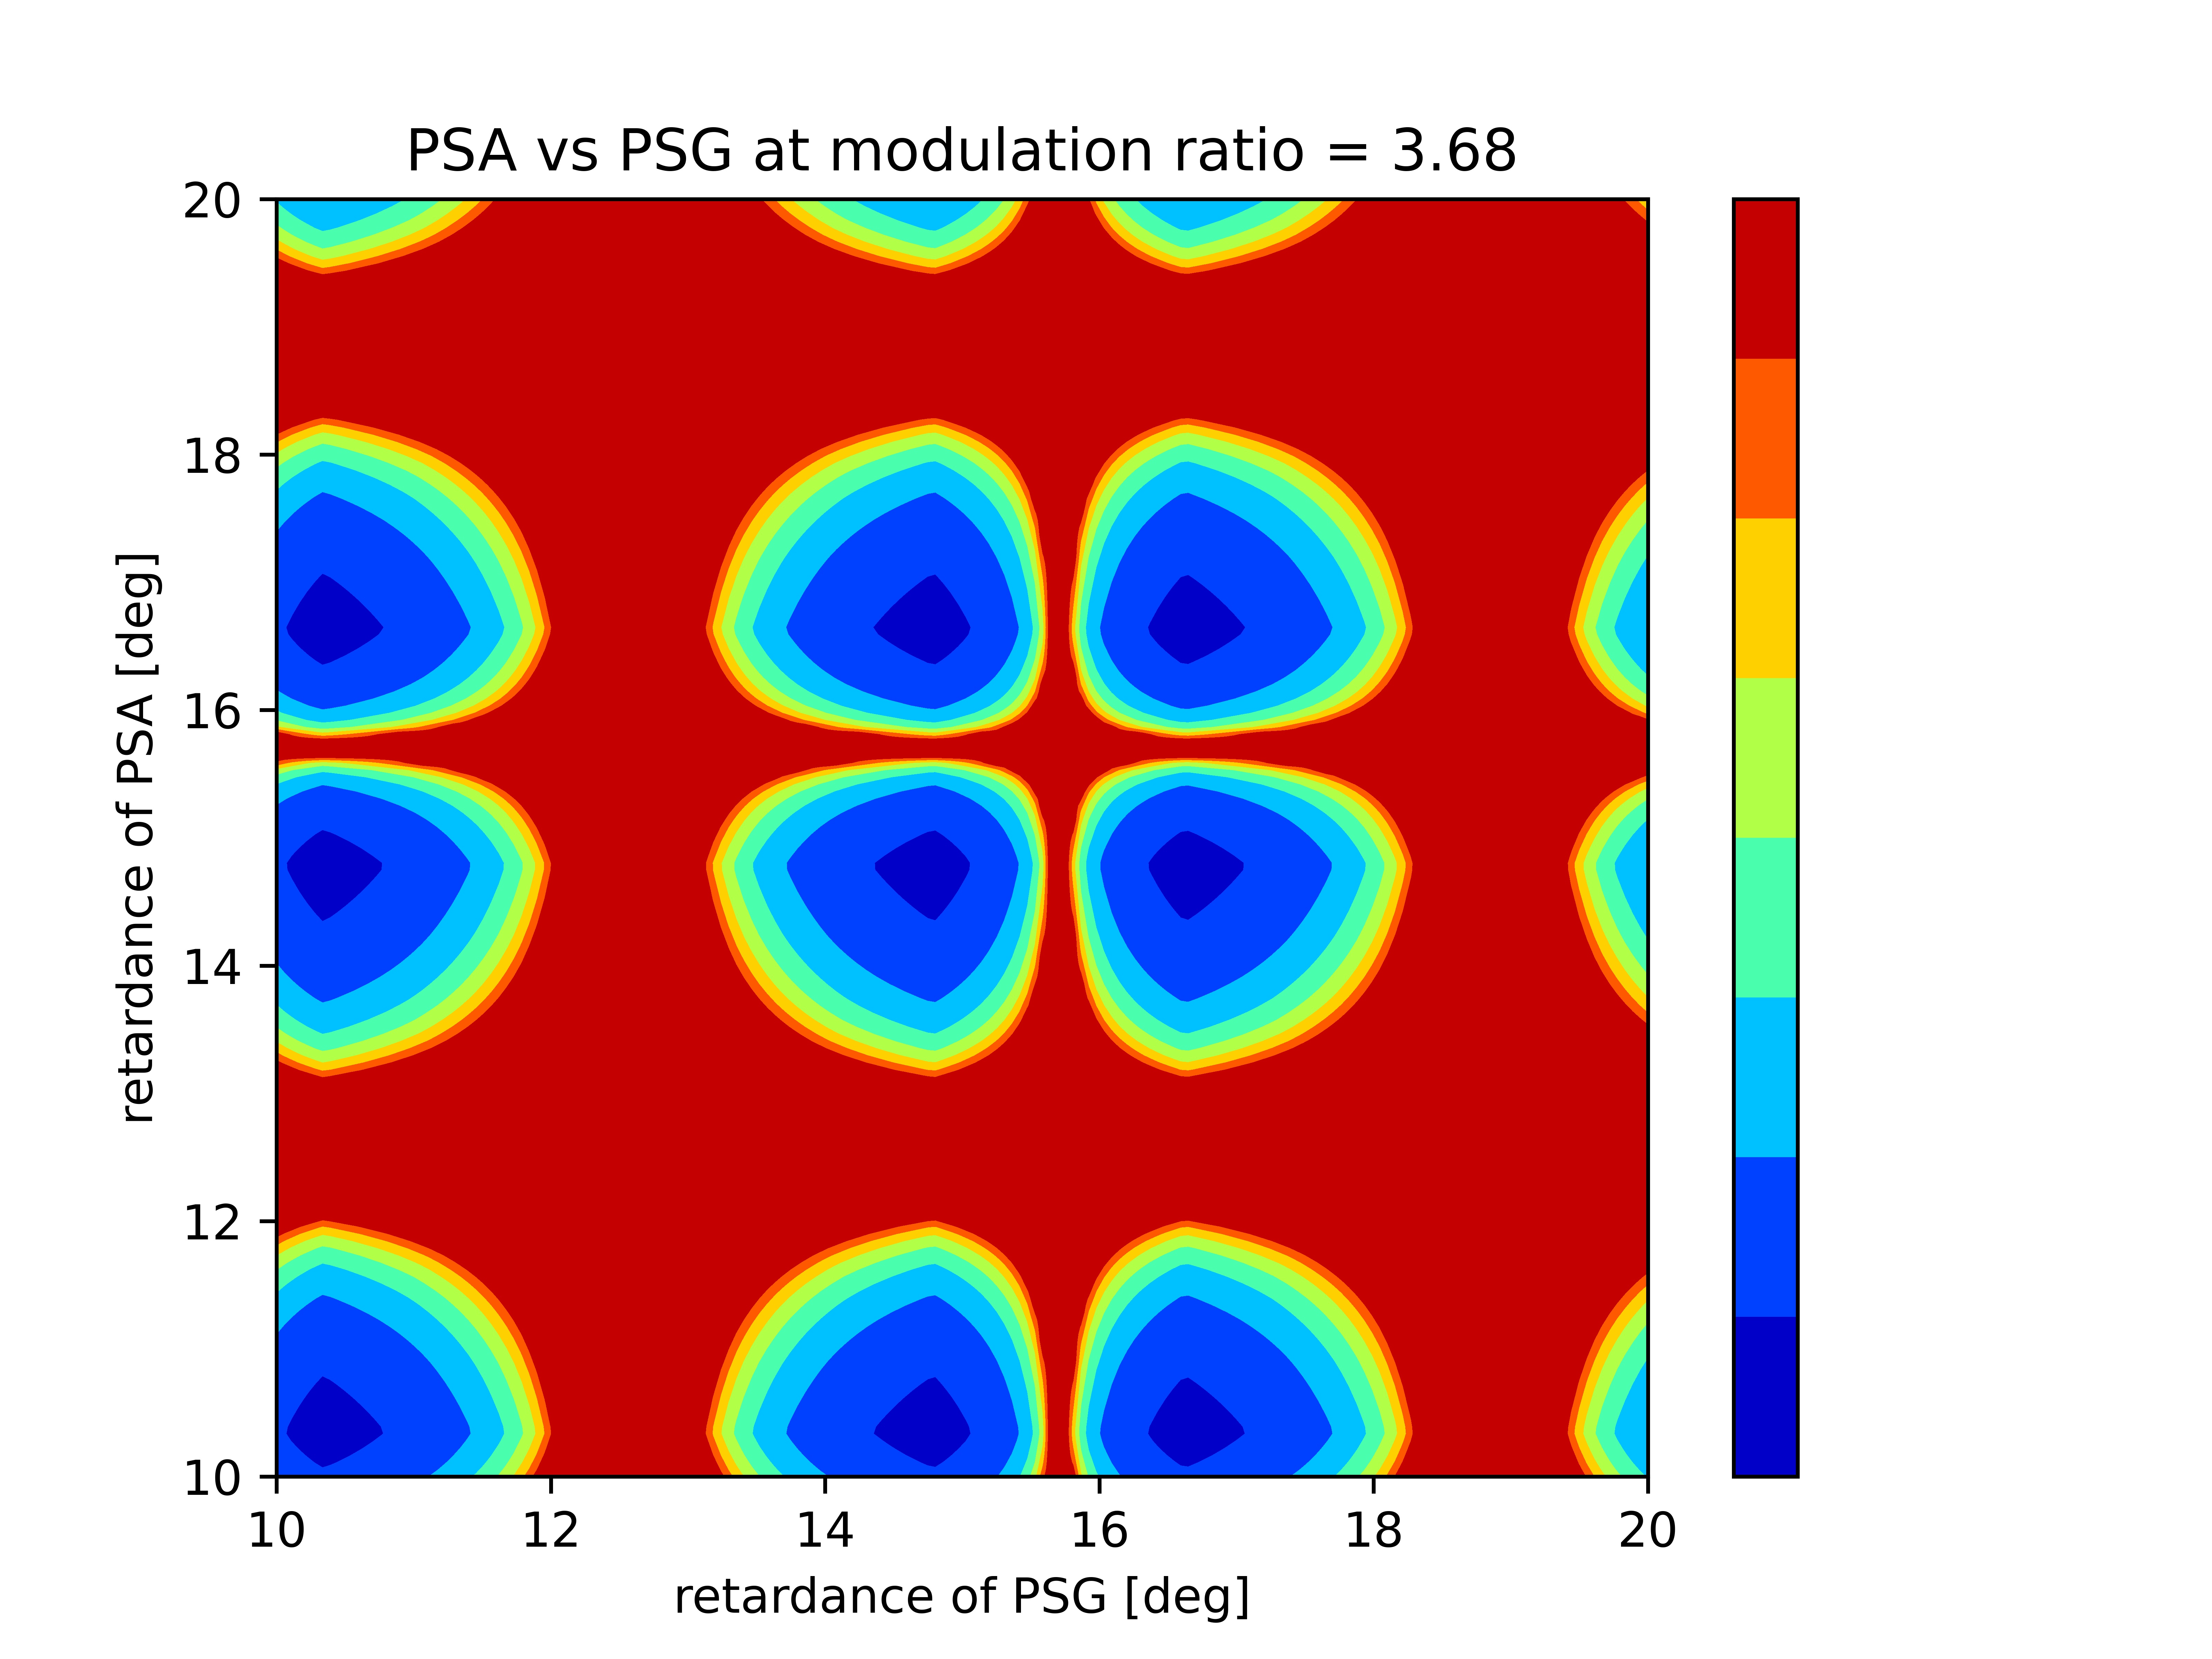 PSA vs PSG at modulation ratio = 3.68
20
18
16
14
12
10
retardance of PSA [deg]
10 12 14 16 18 20
retardance of PSG [deg]